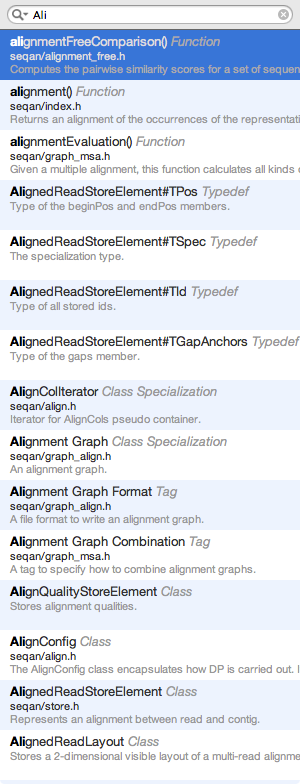 Ali
alignmentFreeComparison() Function
seqan/alignment_free.h
Computes the pairwise similarity scores for a set of sequen
alignment() Function
seqan/index.h
Returns an alignment of the occurrences of the representati
alignmentEvaluation() Function
seqan/graph_msa.h
Given a multiple alignment, this function calculates all kinds
AlignedReadStoreElement#TPos Typedef
Type of the beginPos and endPos members.
AlignedReadStoreElement#TSpec Typedef
The specialization type.
AlignedReadStoreElement#TId Typedef
Type of all stored ids.
AlignedReadStoreElement#TGapAnchors Typedef
Type of the gaps member.
AlignColIterator Class Specialization
seqan/align.h
Iterator for AlignCols pseudo container.
Alignment Graph Class Specialization
seqan/graph_align.h
An alignment graph.
Alignment Graph Format Tag
seqan/graph_align.h
A file format to write an alignment graph.
Alignment Graph Combination Tag
seqan/graph_msa.h
A tag to specify how to combine alignment graphs.
AlignQualityStoreElement Class
Stores alignment qualities.
AlignConfig Class
seqan/align.h
The AlignConfig class encapsulates how DP is carried out.
AlignedReadStoreElement Class
seqan/store.h
Represents an alignment between read and contig.
AlignedReadLayout Class
Stores a 2-dimensional visible layout of a multi-read alignme